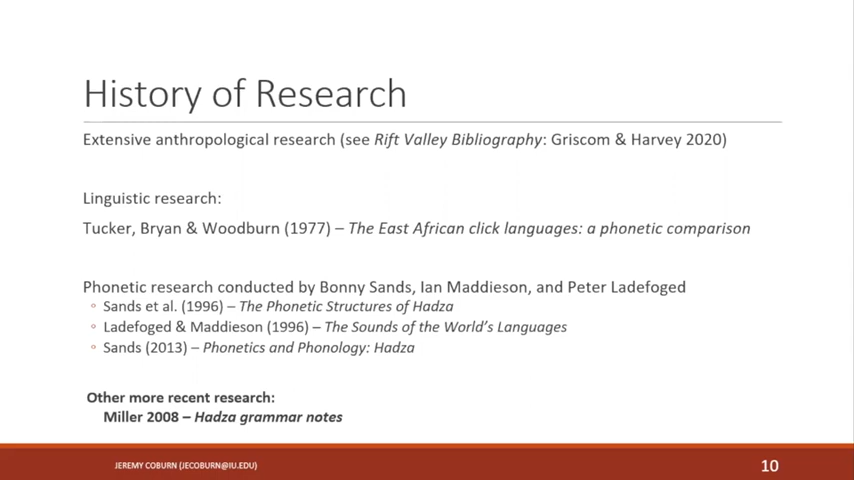 History of Research
Extensive anthropological research (see Rift Valley Bibliography: Griscom & Harvey 2020)
Linguistic research:
Tucker, Bryan & Woodburn (1977) – The East African click languages: a phonetic comparison
Phonetic research conducted by Bonny Sands, Ian Maddieson, and Peter Ladefoged
◦ Sands et al. (1996) – The Phonetic Structures of Hadza
◦ Ladefoged & Maddieson (1996) – The Sounds of the World's Languages
◦ Sands (2013) – Phonetics and Phonology: Hadza
Other more recent research:
Miller 2008 – Hadza grammar notes
JEREMY COBURN (JECOBURN@IU.EDU)
10